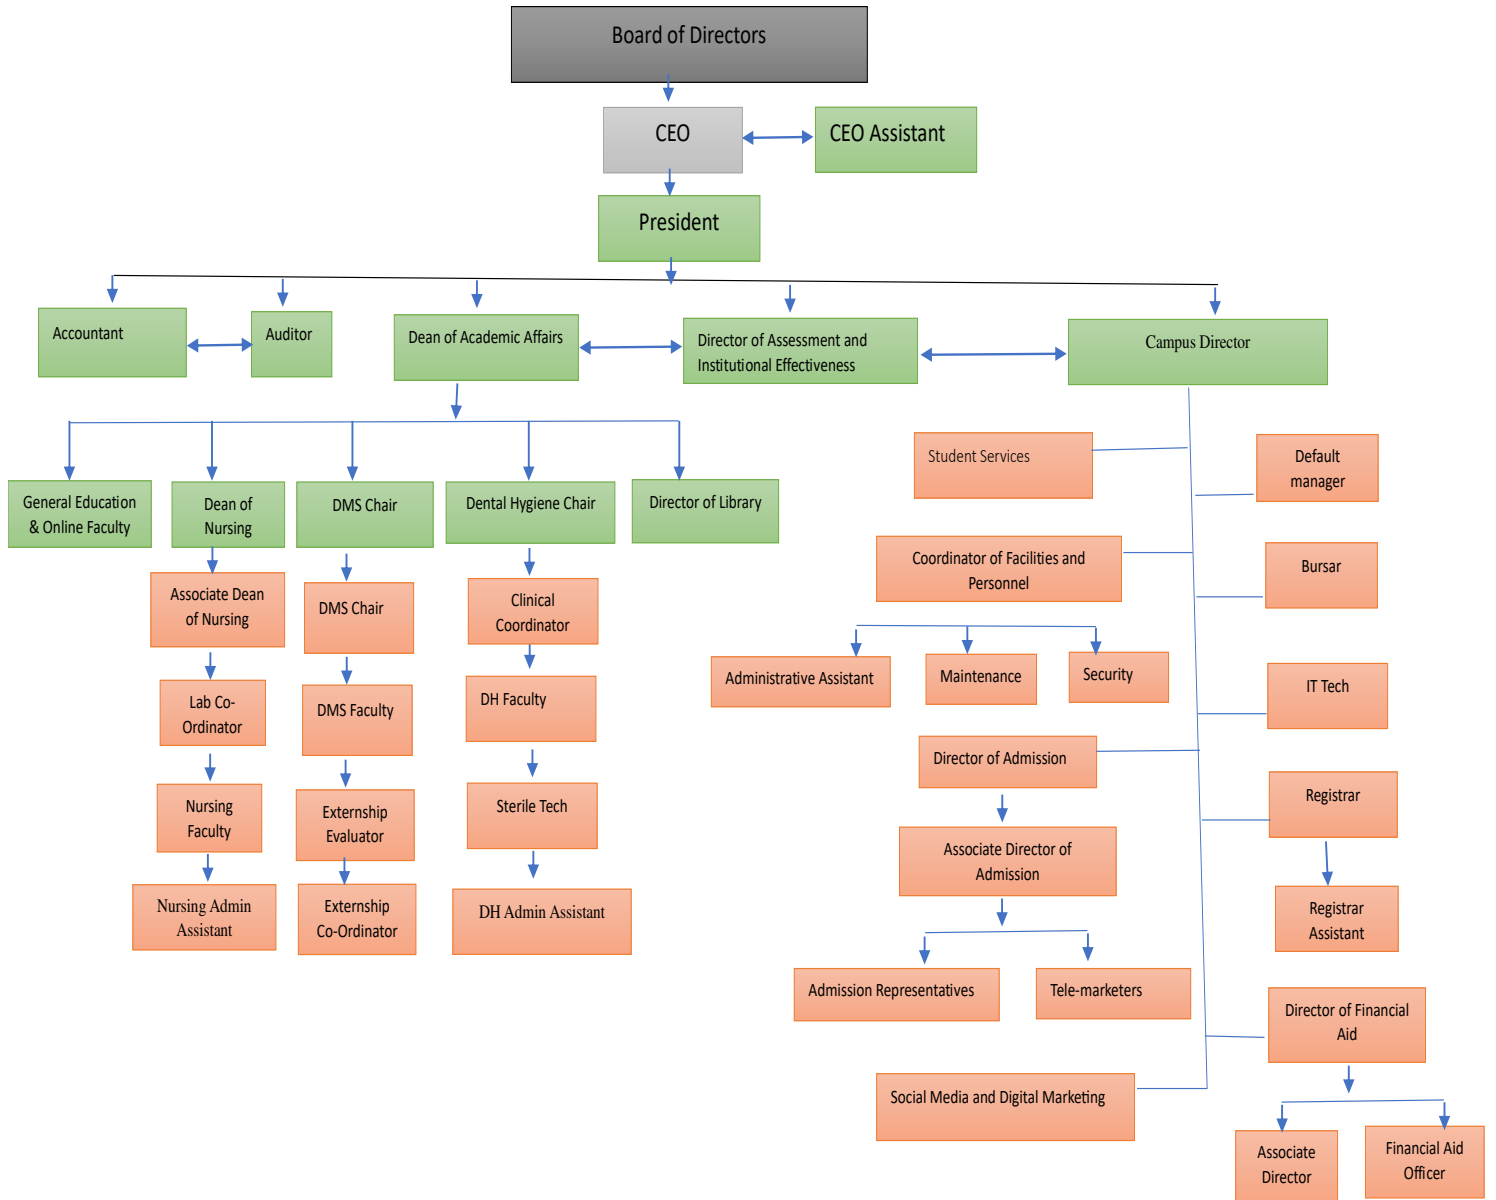 Board of Directors
CEO
CEO Assistant
President
Accountant
Auditor
Dean of Academic Affairs
Director of Assessment and
Institutional Effectiveness
Campus Director
Student Services
Default
manager
General Education
& Online Faculty
Dean of
Nursing
DMS Chair
Dental Hygiene Chair
Director of Library
Coordinator of Facilities and
Personnel
Bursar
Associate Dean
of Nursing
DMS Chair
Clinical
Coordinator
Administrative Assistant
Maintenance
Security
IT Tech
Lab Co-
Ordinator
DMS Faculty
DH Faculty
Director of Admission
Registrar
Nursing
Faculty
Externship
Evaluator
Sterile Tech
Associate Director of
Admission
Nursing Admin
Assistant
Externship
Co-Ordinator
DH Admin Assistant
Registrar
Assistant
Admission Representatives
Tele-marketers
Director of Financial
Aid
Social Media and Digital Marketing
Associate
Director
Financial Aid
Officer